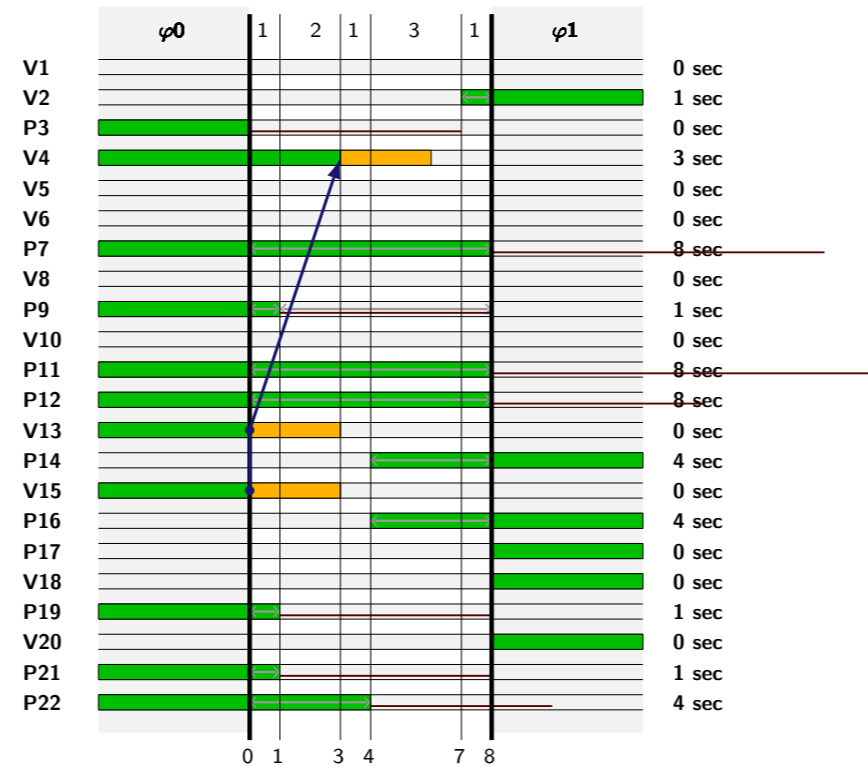 φ0 1 2 1 3 1 φ1
V1 0 sec
V2 1 sec
P3 0 sec
V4 3 sec
V5 0 sec
V6 0 sec
P7 8 sec
V8 0 sec
P9 1 sec
V10 0 sec
P11 8 sec
P12 8 sec
V13 0 sec
P14 4 sec
V15 0 sec
P16 4 sec
P17 0 sec
V18 0 sec
P19 1 sec
V20 0 sec
P21 1 sec
P22 4 sec
0 1 3 4 7 8